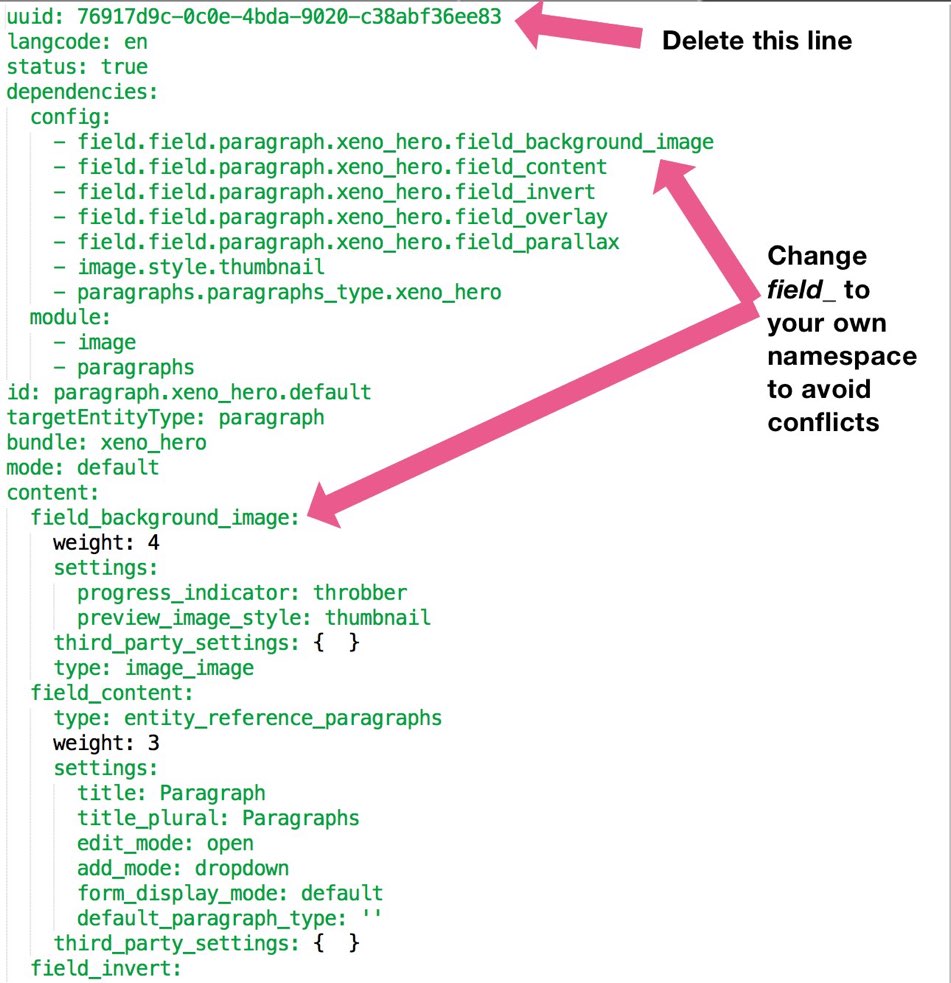 uuid: 76917d9c-0c0e-4bda-9020-c38abf36ee83
langcode: en
status: true
dependencies:
  config:
    - field.field.paragraph.xeno_hero.field_background_image
    - field.field.paragraph.xeno_hero.field_content
    - field.field.paragraph.xeno_hero.field_invert
    - field.field.paragraph.xeno_hero.field_overlay
    - field.field.paragraph.xeno_hero.field_parallax
    - image.style.thumbnail
    - paragraphs.paragraphs_type.xeno_hero
  module:
    - image
    - paragraphs
id: paragraph.xeno_hero.default
targetEntityType: paragraph
bundle: xeno_hero
mode: default
content:
  field_background_image:
    weight: 4
    settings:
      progress_indicator: throbber
      preview_image_style: thumbnail
    third_party_settings: {  }
    type: image_image
  field_content:
    type: entity_reference_paragraphs
    weight: 3
    settings:
      title: Paragraph
      title_plural: Paragraphs
      edit_mode: open
      add_mode: dropdown
      form_display_mode: default
      default_paragraph_type: ''
    third_party_settings: {  }
  field_invert:
Delete this line
Change
field_ to
your own
namespace
to avoid
conflicts